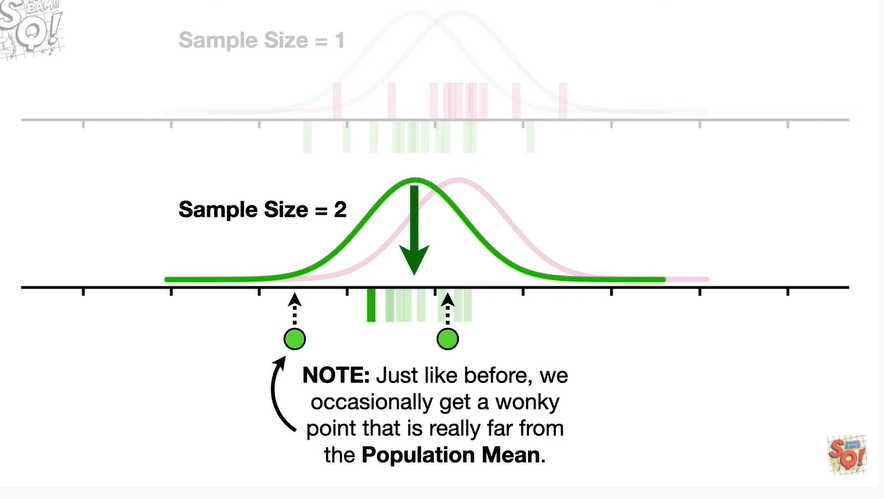 BAM!!
SQ!
Sample Size = 1
Sample Size = 2
NOTE: Just like before, we
occasionally get a wonky
point that is really far from
the Population Mean.
SQ!